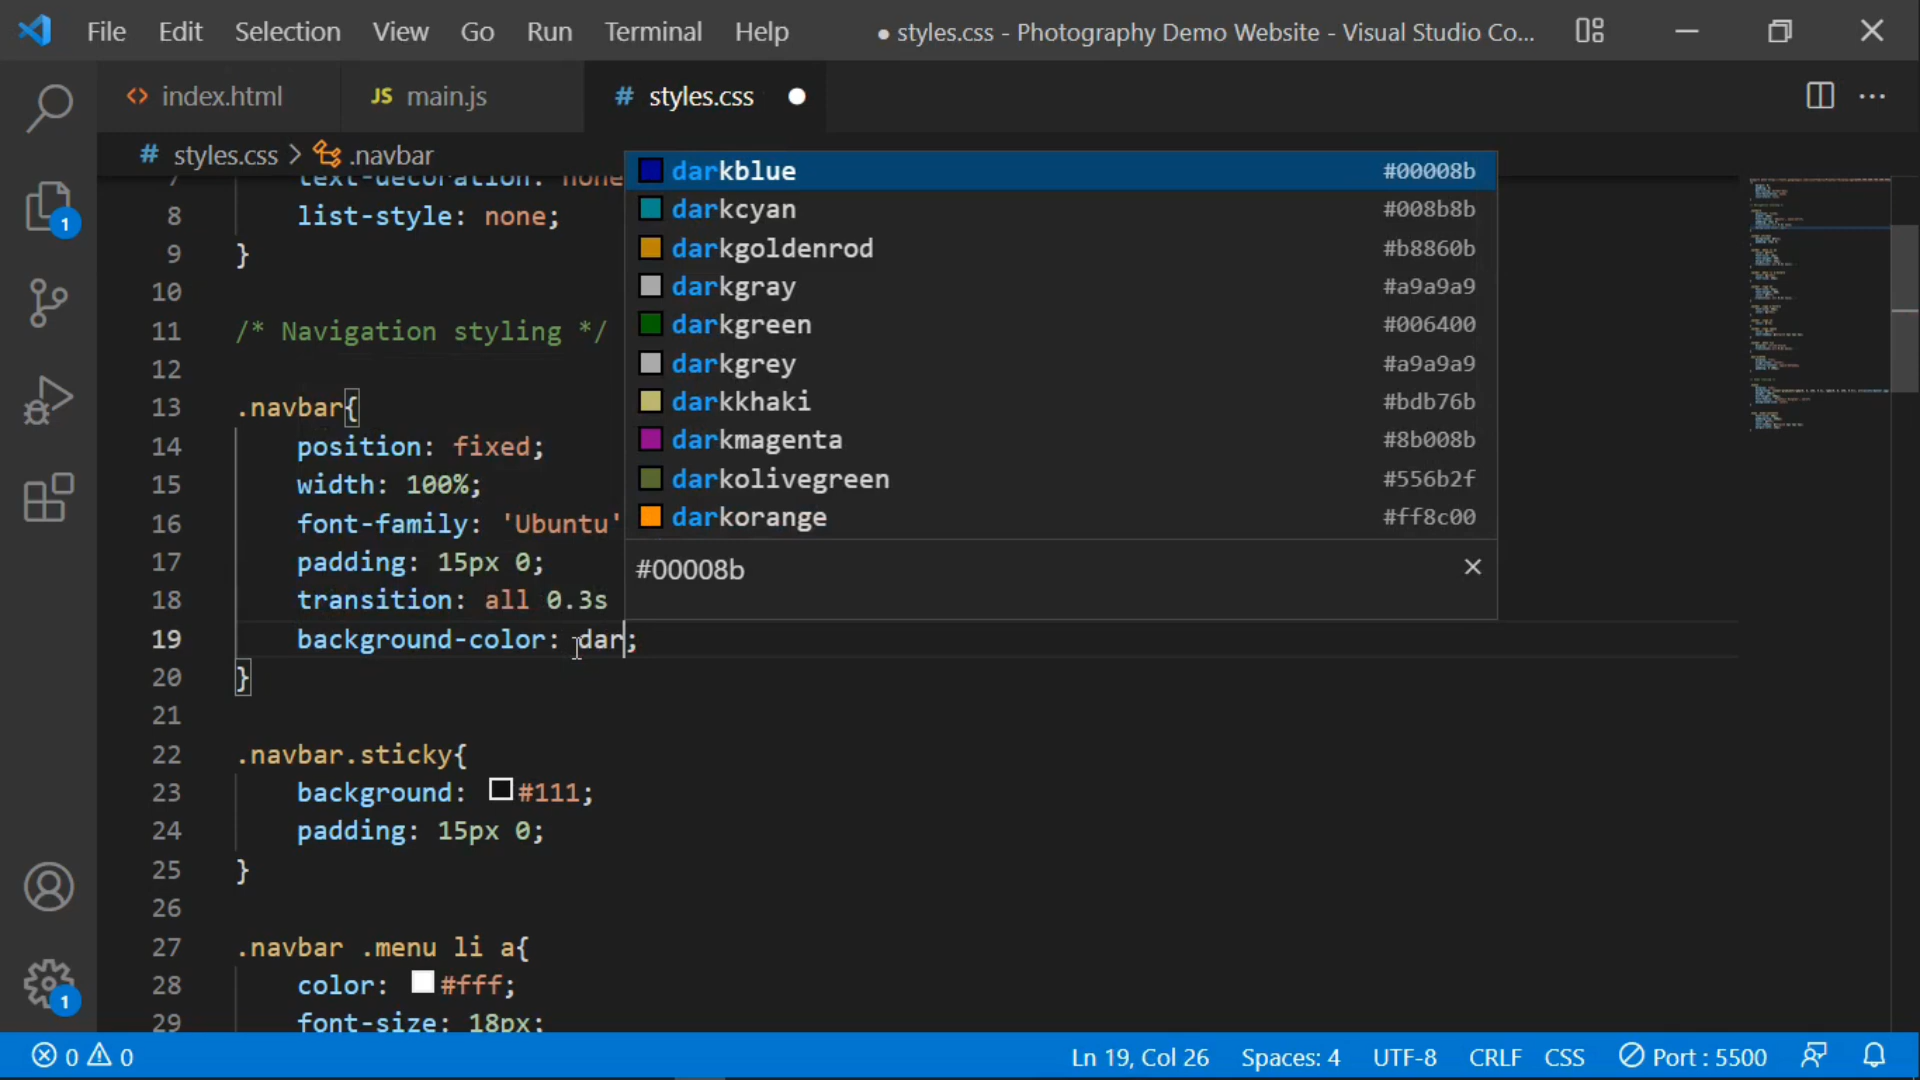 File Edit Selection View Go Run Terminal Help ● styles.css - Photography Demo Website - Visual Studio Co...
<> index.html JS main.js # styles.css ●
# styles.css > .navbar
7 text-decoration: none
8 list-style: none;
9 }
10
11 /* Navigation styling */
12
13 .navbar{
14 position: fixed;
15 width: 100%;
16 font-family: 'Ubuntu'
17 padding: 15px 0;
18 transition: all 0.3s
19 background-color: dar;
20 }
21
22 .navbar.sticky{
23 background: #111;
24 padding: 15px 0;
25 }
26
27 .navbar .menu li a{
28 color: #fff;
29 font-size: 18px;
darkblue #00008b
darkcyan #008b8b
darkgoldenrod #b8860b
darkgray #a9a9a9
darkgreen #006400
darkgrey #a9a9a9
darkkhaki #bdb76b
darkmagenta #8b008b
darkolivegreen #556b2f
darkorange #ff8c00
#00008b
1
1
0 0 Ln 19, Col 26 Spaces: 4 UTF-8 CRLF CSS Port : 5500